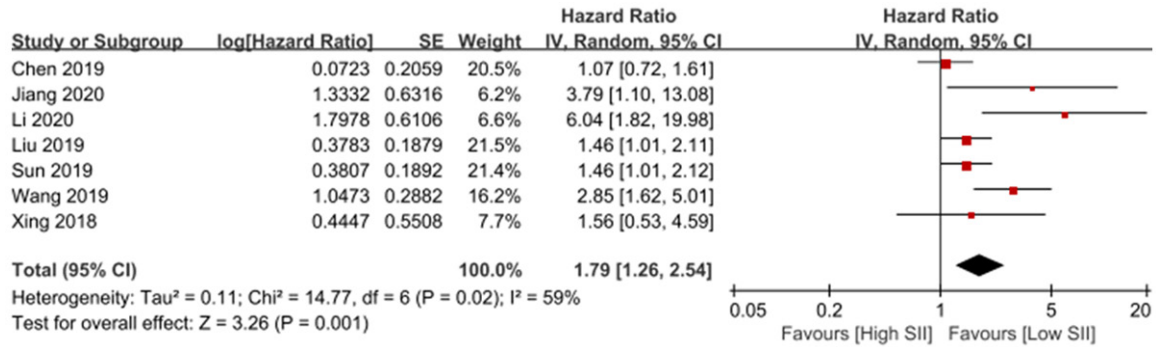 Hazard Ratio Hazard Ratio
Study or Subgroup log[Hazard Ratio] SE Weight IV, Random, 95% CI IV, Random, 95% CI
Chen 2019 0.0723 0.2059 20.5% 1.07 [0.72, 1.61]
Jiang 2020 1.3332 0.6316 6.2% 3.79 [1.10, 13.08]
Li 2020 1.7978 0.6106 6.6% 6.04 [1.82, 19.98]
Liu 2019 0.3783 0.1879 21.5% 1.46 [1.01, 2.11]
Sun 2019 0.3807 0.1892 21.4% 1.46 [1.01, 2.12]
Wang 2019 1.0473 0.2882 16.2% 2.85 [1.62, 5.01]
Xing 2018 0.4447 0.5508 7.7% 1.56 [0.53, 4.59]
Total (95% CI) 100.0% 1.79 [1.26, 2.54]
Heterogeneity: Tau² = 0.11; Chi² = 14.77, df = 6 (P = 0.02); I² = 59%
Test for overall effect: Z = 3.26 (P = 0.001)
0.05 0.2 1 5 20
Favours [High SII] Favours [Low SII]